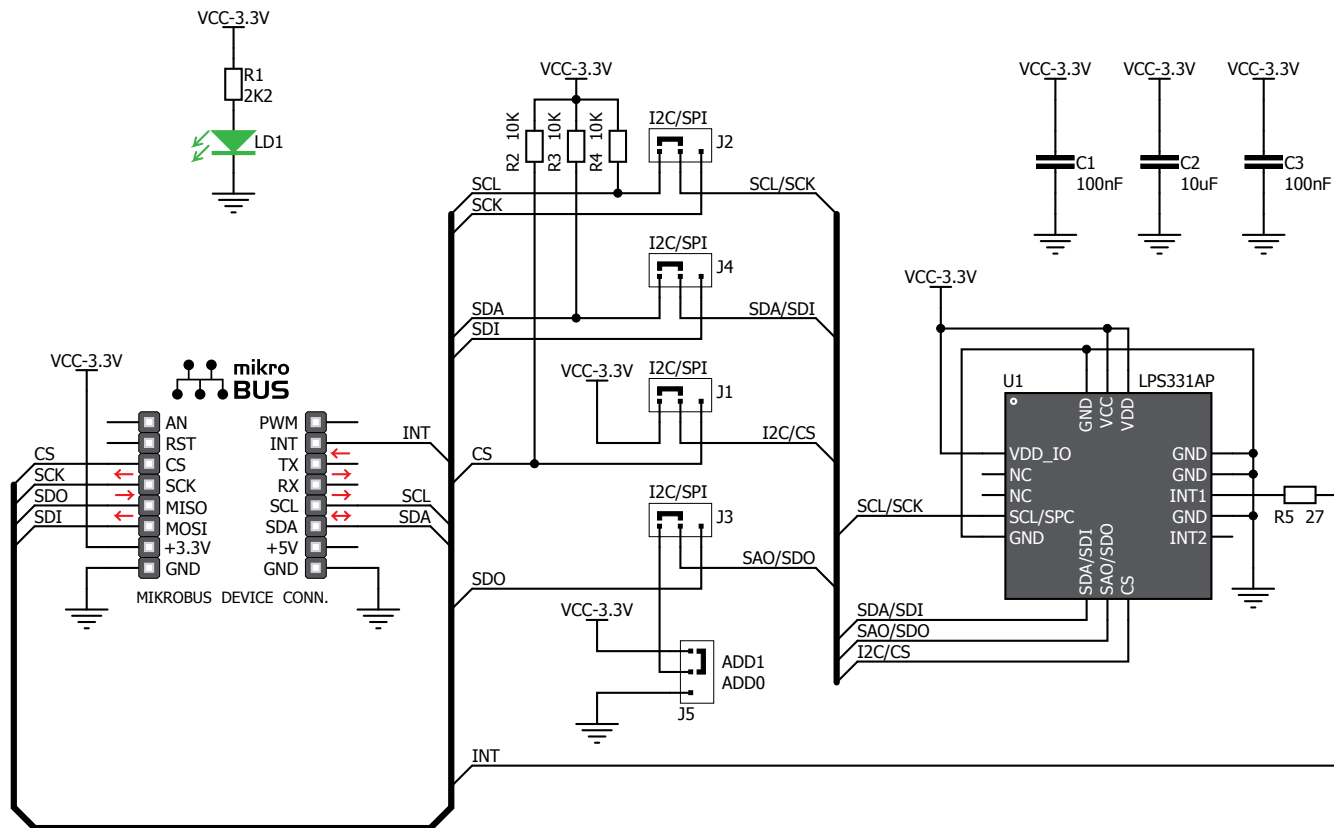 VCC-3.3V
R1
2K2
LD1
VCC-3.3V
R2 10K
R3 10K
R4 10K
I2C/SPI
J2
SCL
SCK
SCL/SCK
VCC-3.3V
C1
100nF
VCC-3.3V
C2
10uF
VCC-3.3V
C3
100nF
I2C/SPI
J4
SDA
SDI
SDA/SDI
VCC-3.3V
I2C/SPI
J1
CS
I2C/CS
I2C/SPI
J3
SDO
SAO/SDO
VCC-3.3V
ADD1
ADD0
J5
INT
VCC-3.3V
mikro
BUS
AN
RST
CS
SCK
MISO
MOSI
+3.3V
GND
PWM
INT
TX
RX
SCL
SDA
+5V
GND
CS
SCK
SDO
SDI
INT
SCL
SDA
MIKROBUS DEVICE CONN.
VCC-3.3V
U1
LPS331AP
GND
VCC
VDD
VDD_IO
NC
NC
SCL/SPC
GND
GND
GND
INT1
GND
INT2
SDA/SDI
SAO/SDO
CS
R5 27
SCL/SCK
SDA/SDI
SAO/SDO
I2C/CS